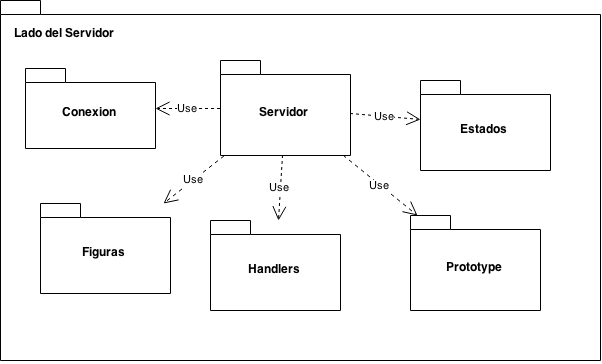 Lado del Servidor
Conexion
Use
Servidor
Use
Estados
Use
Use
Use
Figuras
Handlers
Prototype